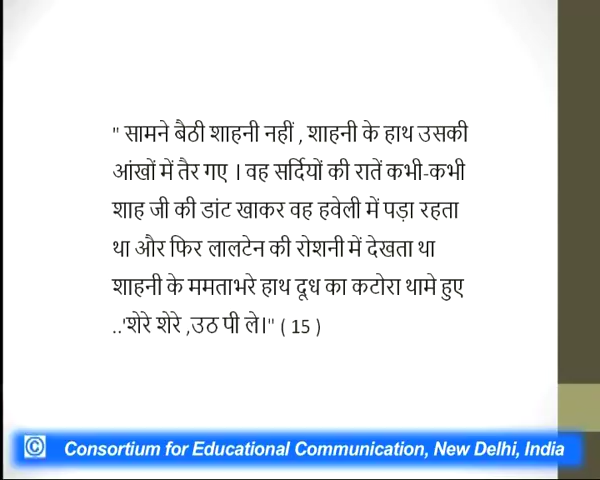 " सामने बैठी शाहनी नहीं , शाहनी के हाथ उसकी
आंखों में तैर गए । वह सर्दियों की रातें कभी-कभी
शाह जी की डांट खाकर वह हवेली में पड़ा रहता
था और फिर लालटेन की रोशनी में देखता था
शाहनी के ममताभरे हाथ दूध का कटोरा थामे हुए
..'शेरे शेरे ,उठ पी ले।" ( 15 )
© Consortium for Educational Communication, New Delhi, India